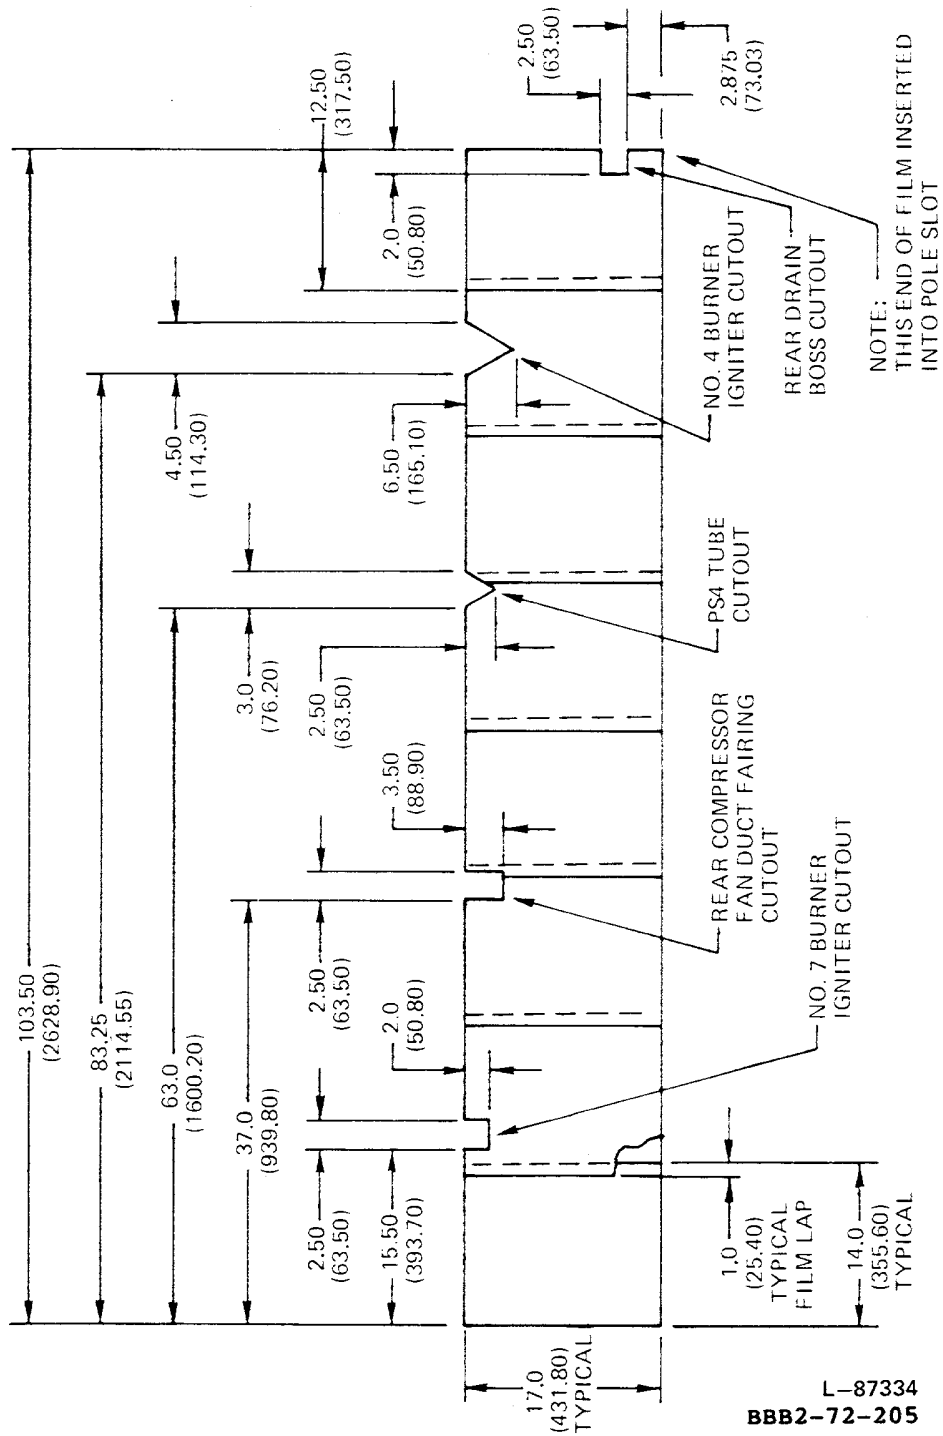 103.50
(2628.90)
83.25
(2114.55)
4.50
(114.30)
63.0
(1600.20)
3.0
(76.20)
37.0
(939.80)
12.50
(317.50)
2.50
(63.50)
15.50
(393.70)
2.50
(63.50)
2.0
(50.80)
2.50
(63.50)
3.50
(88.90)
6.50
(165.10)
2.0
(50.80)
2.50
(63.50)
2.875
(73.03)
17.0
(431.80)
TYPICAL
1.0
(25.40)
TYPICAL
FILM LAP
14.0
(355.60)
TYPICAL
NO. 7 BURNER
IGNITER CUTOUT
REAR COMPRESSOR
FAN DUCT FAIRING
CUTOUT
PS4 TUBE
CUTOUT
NO. 4 BURNER
IGNITER CUTOUT
REAR DRAIN
BOSS CUTOUT
NOTE:
THIS END OF FILM INSERTED
INTO POLE SLOT
L-87334
BBB2-72-205